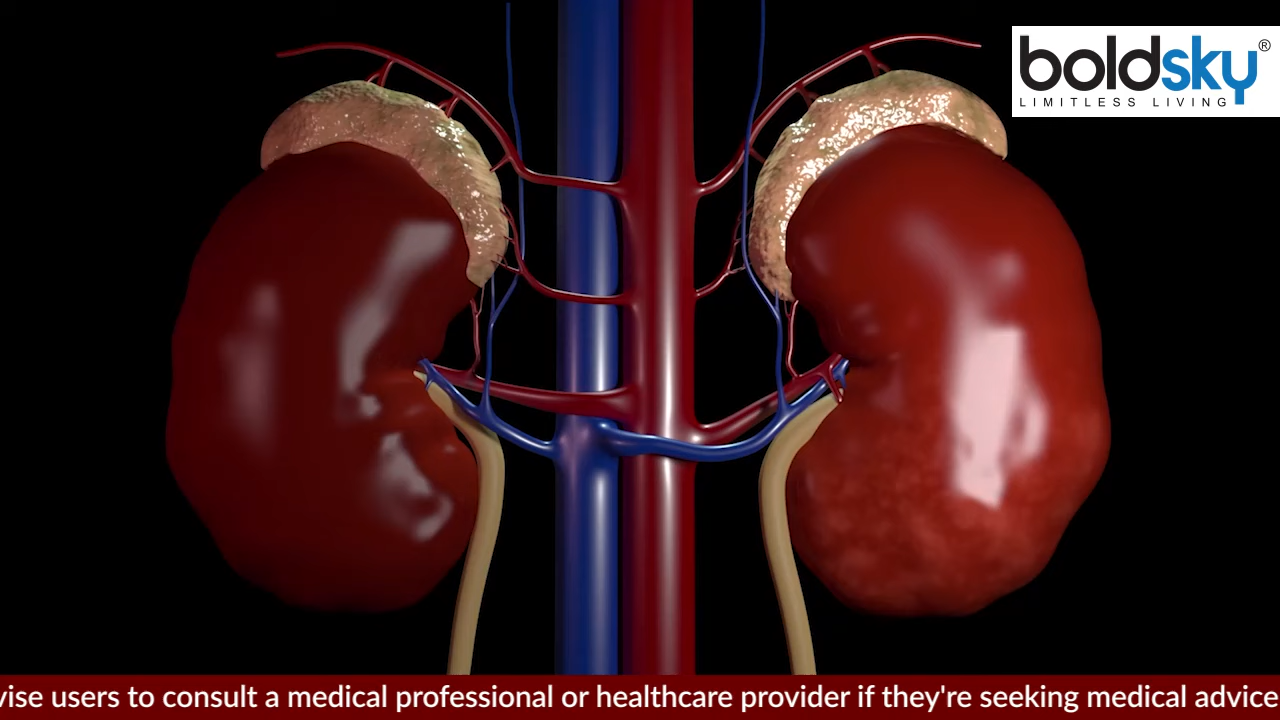 boldsky®
LIMITLESS LIVING
vise users to consult a medical professional or healthcare provider if they're seeking medical advice